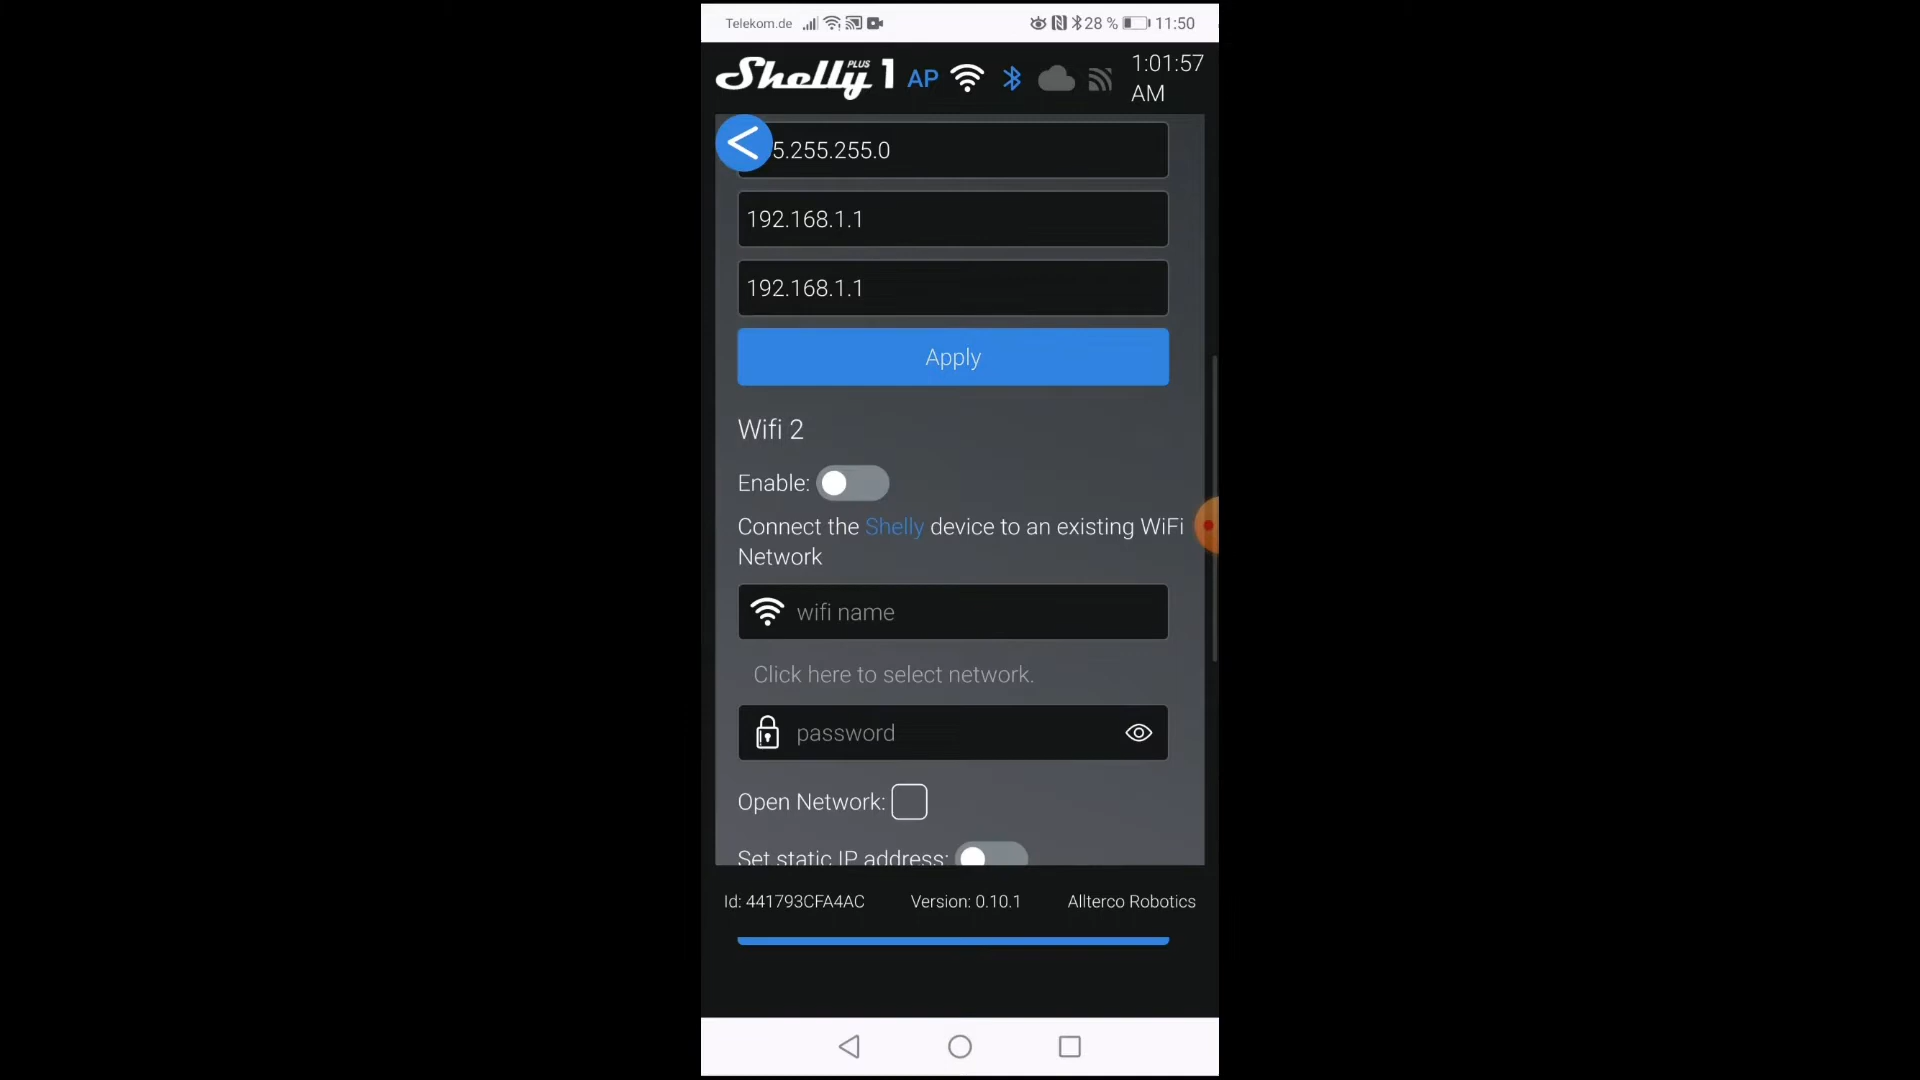 Telekom.de 28 % 11:50
Shelly PLUS 1 AP 1:01:57 AM
5.255.255.0
192.168.1.1
192.168.1.1
Apply
Wifi 2
Enable:
Connect the Shelly device to an existing WiFi
Network
wifi name
Click here to select network.
password
Open Network:
Set static IP address:
Id: 441793CFA4AC Version: 0.10.1 Allterco Robotics